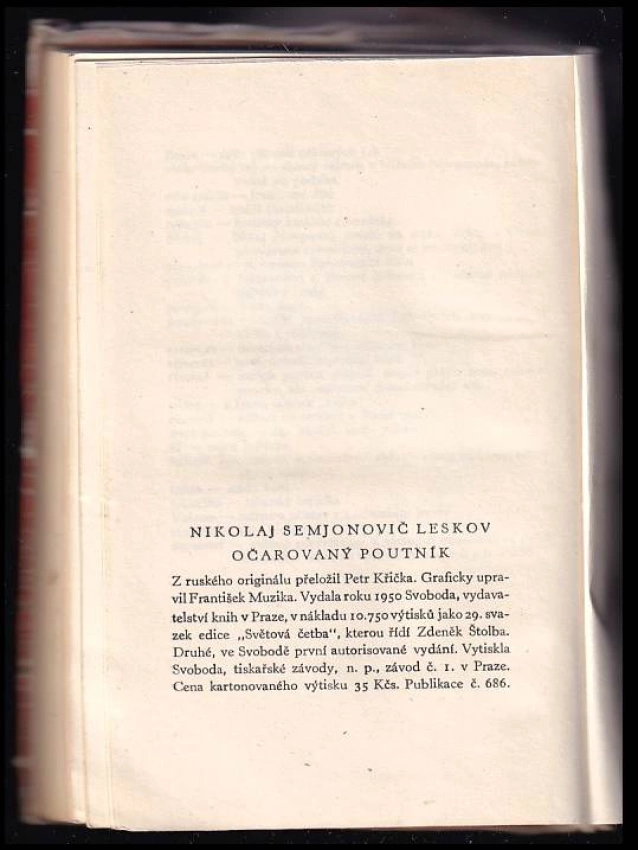 NIKOLAJ SEMJONOVIČ LESKOV
OČAROVANÝ POUTNÍK
Z ruského originálu přeložil Petr Křička. Graficky upra-
vil František Muzika. Vydala roku 1950 Svoboda, vydava-
telství knih v Praze, v nákladu 10.750 výtisků jako 29. sva-
zek edice „Světová četba", kterou řídí Zdeněk Štolba.
Druhé, ve Svobodě první autorisované vydání. Vytiskla
Svoboda, tiskařské závody, n. p., závod č. 1. v Praze.
Cena kartonovaného výtisku 35 Kčs. Publikace č. 686.